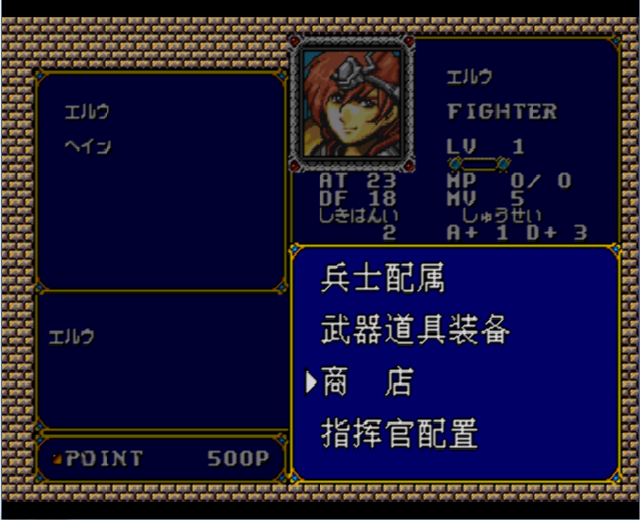 エルウ
ヘイン
エルウ
POINT 500P
エルウ
FIGHTER
LV 1
AT 23
DF 18
MP 0/ 0
MV 5
しきはんい
2
しゅうせい
A+ 1 D+ 3
兵士配属
武器道具装备
商 店
指挥官配置